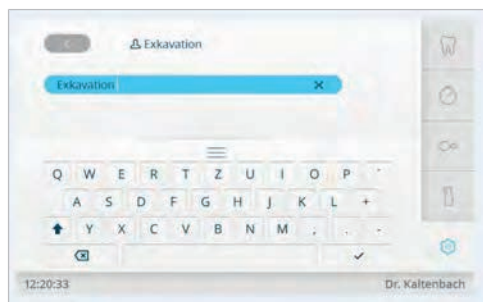 Exkavation
Exkavation
Q W E R T Z U I O P
A S D F G H J K L +
Y X C V B N M , . -
12:20:33 Dr. Kaltenbach